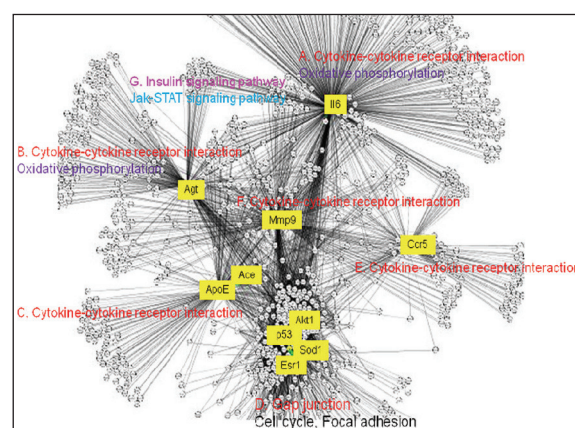 A. Cytokine-cytokine receptor interaction
Oxidative phosphorylation
G. Insulin signaling pathway
Jak-STAT signaling pathway
Il6
B. Cytokine-cytokine receptor interaction
Oxidative phosphorylation
Agt
F. Cytokine-cytokine receptor interaction
Mmp9
Ccr5
E. Cytokine-cytokine receptor interaction
Ace
ApoE
C. Cytokine-cytokine receptor interaction
Akt1
p53
Sod1
Esr1
D. Gap junction
Cell cycle, Focal adhesion